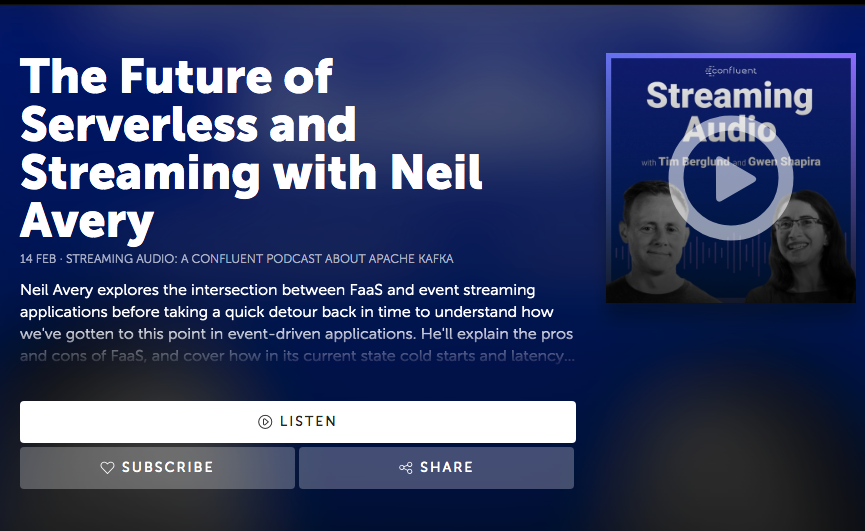 The Future of
Serverless and
Streaming with Neil
Avery
14 FEB · STREAMING AUDIO: A CONFLUENT PODCAST ABOUT APACHE KAFKA
Neil Avery explores the intersection between FaaS and event streaming
applications before taking a quick detour back in time to understand how
we've gotten to this point in event-driven applications. He'll explain the pros
and cons of FaaS, and cover how in its current state cold starts and latency...
LISTEN
SUBSCRIBE
SHARE
confluent
Streaming
Audio
with Tim Berglund and Gwen Shapira